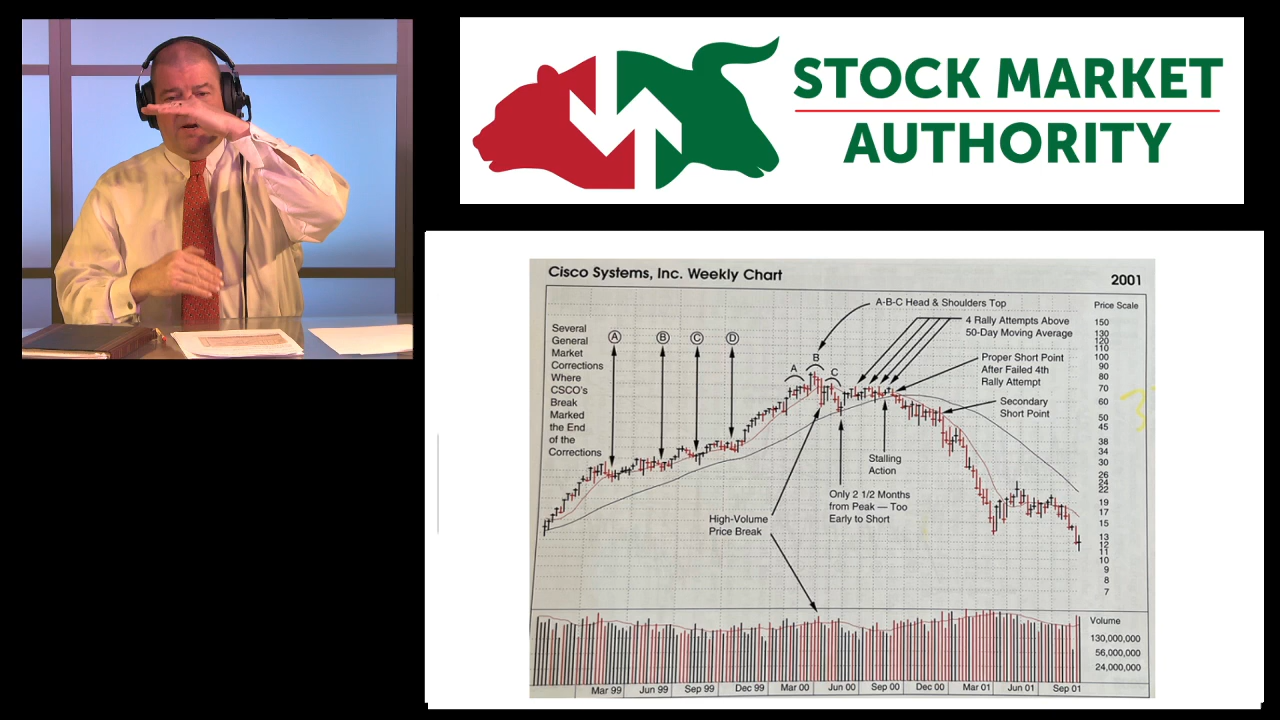 STOCK MARKET
AUTHORITY
Cisco Systems, Inc. Weekly Chart
2001
A-B-C Head & Shoulders Top
Price Scale
Several
General
Market
Corrections
Where
CSCO's
Break
Marked
the End
of the
Corrections
A
B
C
D
A
B
C
4 Rally Attempts Above
50-Day Moving Average
Proper Short Point
After Failed 4th
Rally Attempt
Secondary
Short Point
Stalling
Action
Only 2 1/2 Months
from Peak — Too
Early to Short
High-Volume
Price Break
150
130
120
110
100
90
80
70
60
50
45
38
34
30
26
24
22
19
17
15
13
12
11
10
9
8
7
Volume
130,000,000
56,000,000
24,000,000
Mar 99 Jun 99 Sep 99 Dec 99 Mar 00 Jun 00 Sep 00 Dec 00 Mar 01 Jun 01 Sep 01